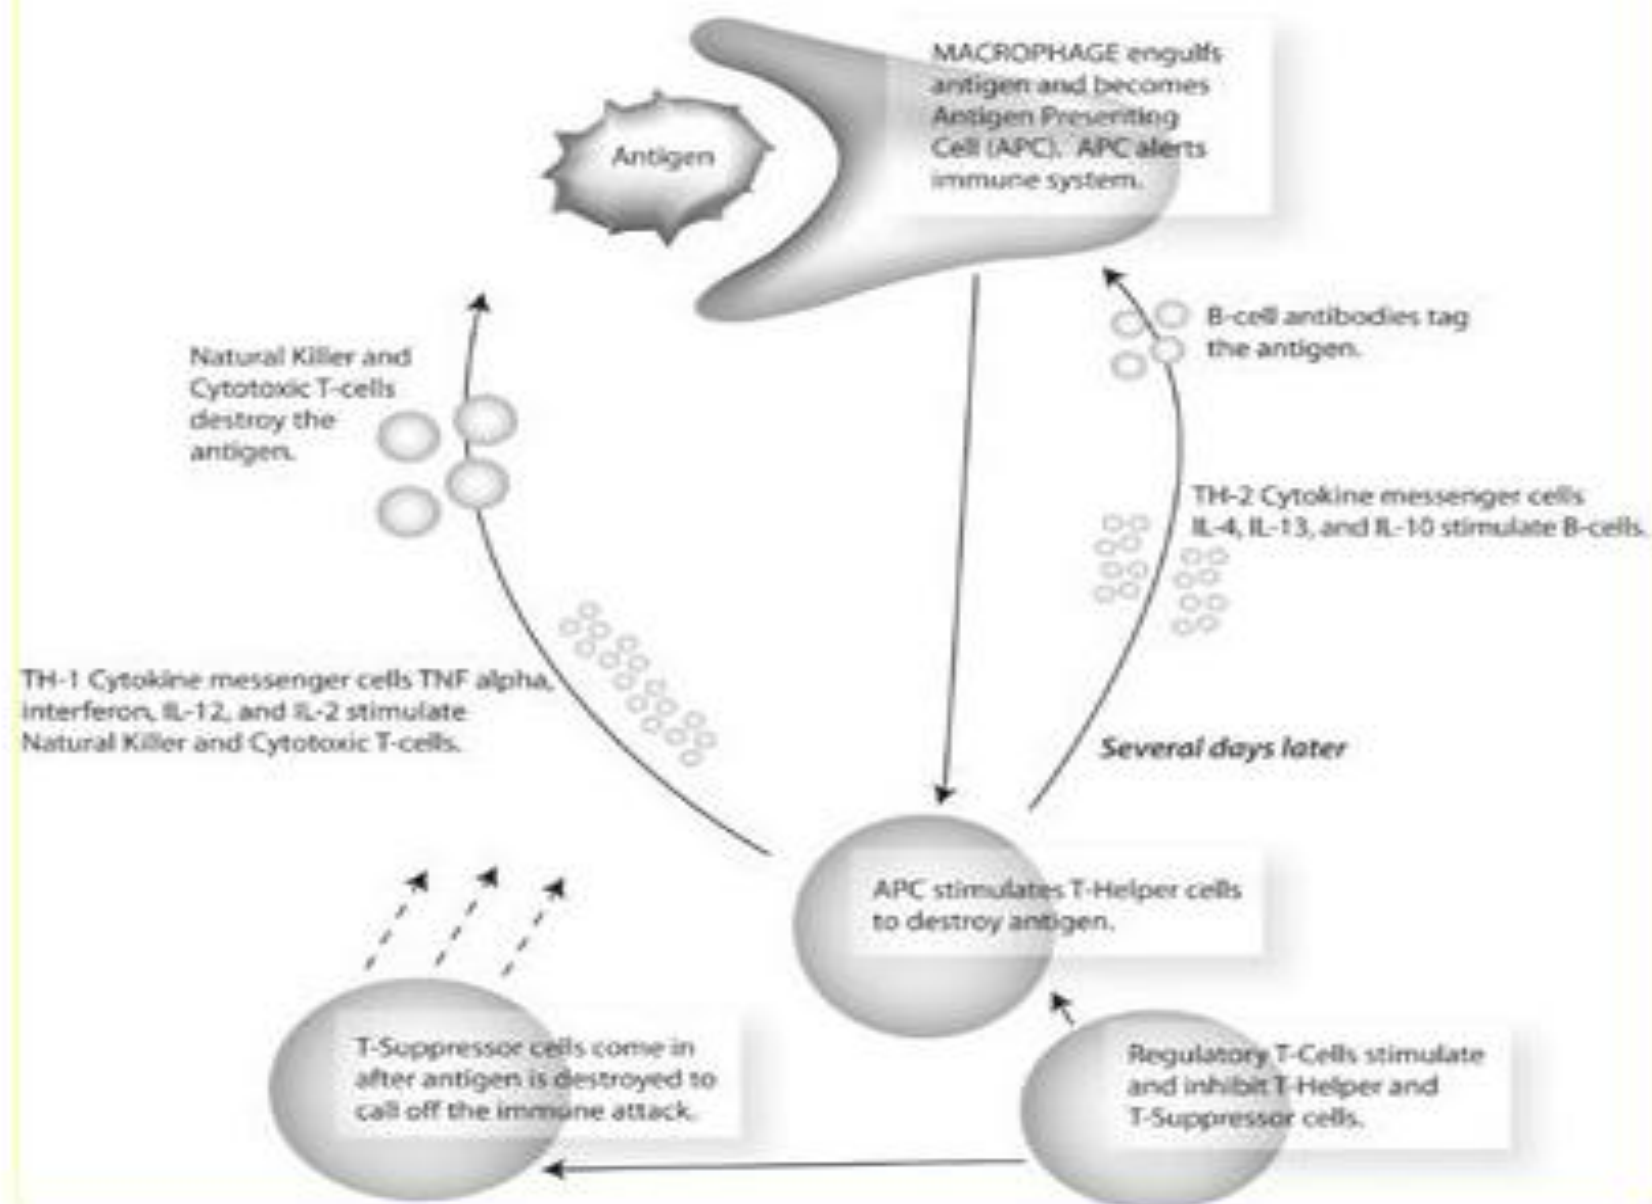 MACROPHAGE engulfs
antigen and becomes
Antigen Presenting
Cell (APC). APC alerts
immune system.
Antigen
B-cell antibodies tag
the antigen.
Natural Killer and
Cytotoxic T-cells
destroy the
antigen.
TH-2 Cytokine messenger cells
IL-4, IL-13, and IL-10 stimulate B-cells.
TH-1 Cytokine messenger cells TNF alpha,
interferon, IL-12, and IL-2 stimulate
Natural Killer and Cytotoxic T-cells.
Several days later
APC stimulates T-Helper cells
to destroy antigen.
T-Suppressor cells come in
after antigen is destroyed to
call off the immune attack.
Regulatory T-Cells stimulate
and inhibit T-Helper and
T-Suppressor cells.